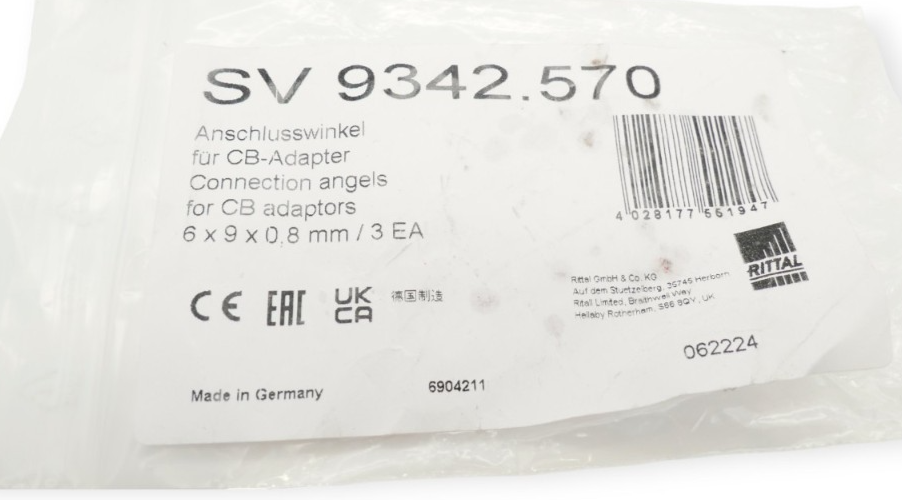 SV 9342.570
Anschlusswinkel
für CB-Adapter
Connection angels
for CB adaptors
6 x 9 x 0,8 mm / 3 EA
4 028177 551947
RITTAL
Rittal GmbH & Co. KG
Auf dem Stuetzelberg, 35745 Herborn
Rittal Limited, Braithwell Way
Hellaby Rotherham, S66 8QY, UK
CE EAC UK
CA
德国制造
062224
Made in Germany
6904211